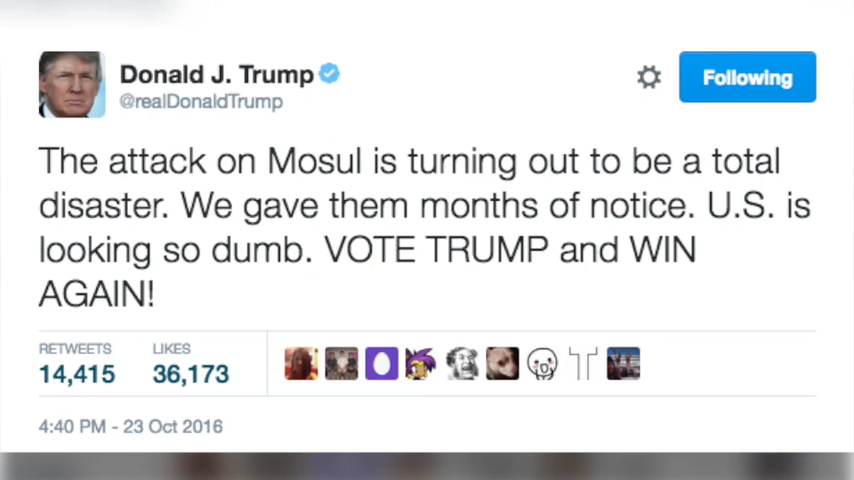 Donald J. Trump
@realDonaldTrump
Following
The attack on Mosul is turning out to be a total
disaster. We gave them months of notice. U.S. is
looking so dumb. VOTE TRUMP and WIN
AGAIN!
RETWEETS LIKES
14,415 36,173
4:40 PM - 23 Oct 2016